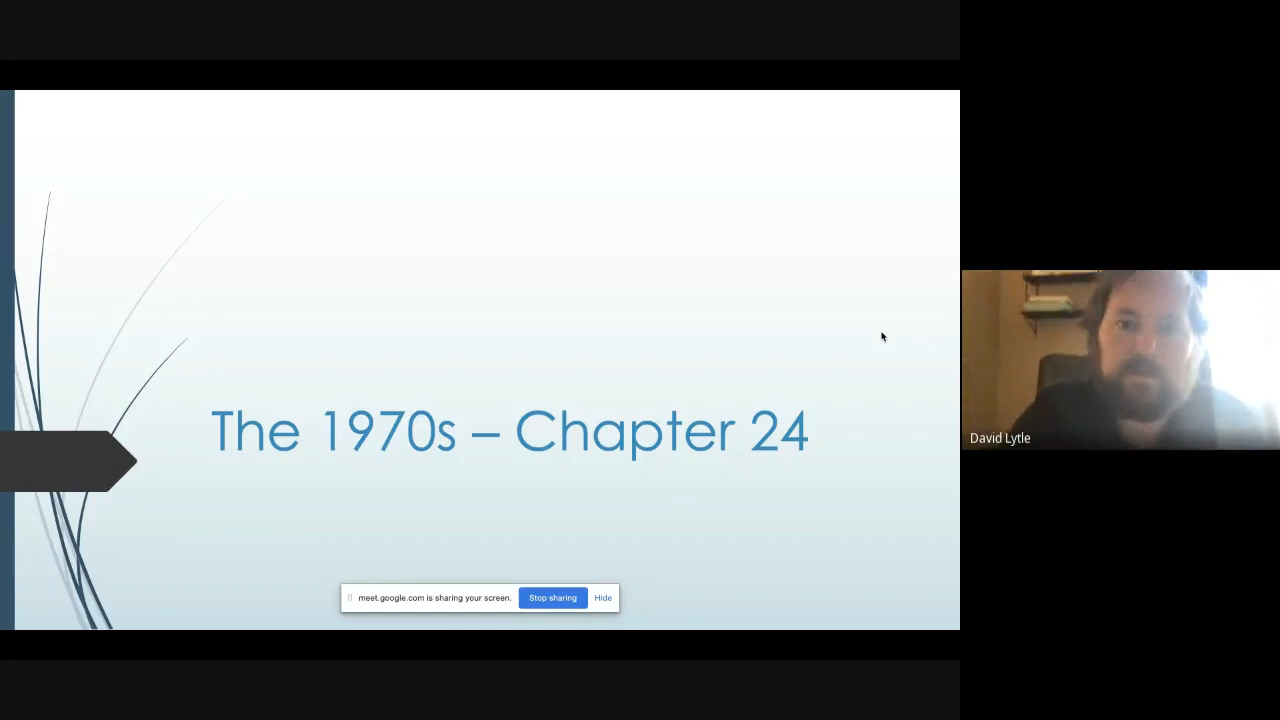 The 1970s – Chapter 24
meet.google.com is sharing your screen. Stop sharing Hide
David Lytle